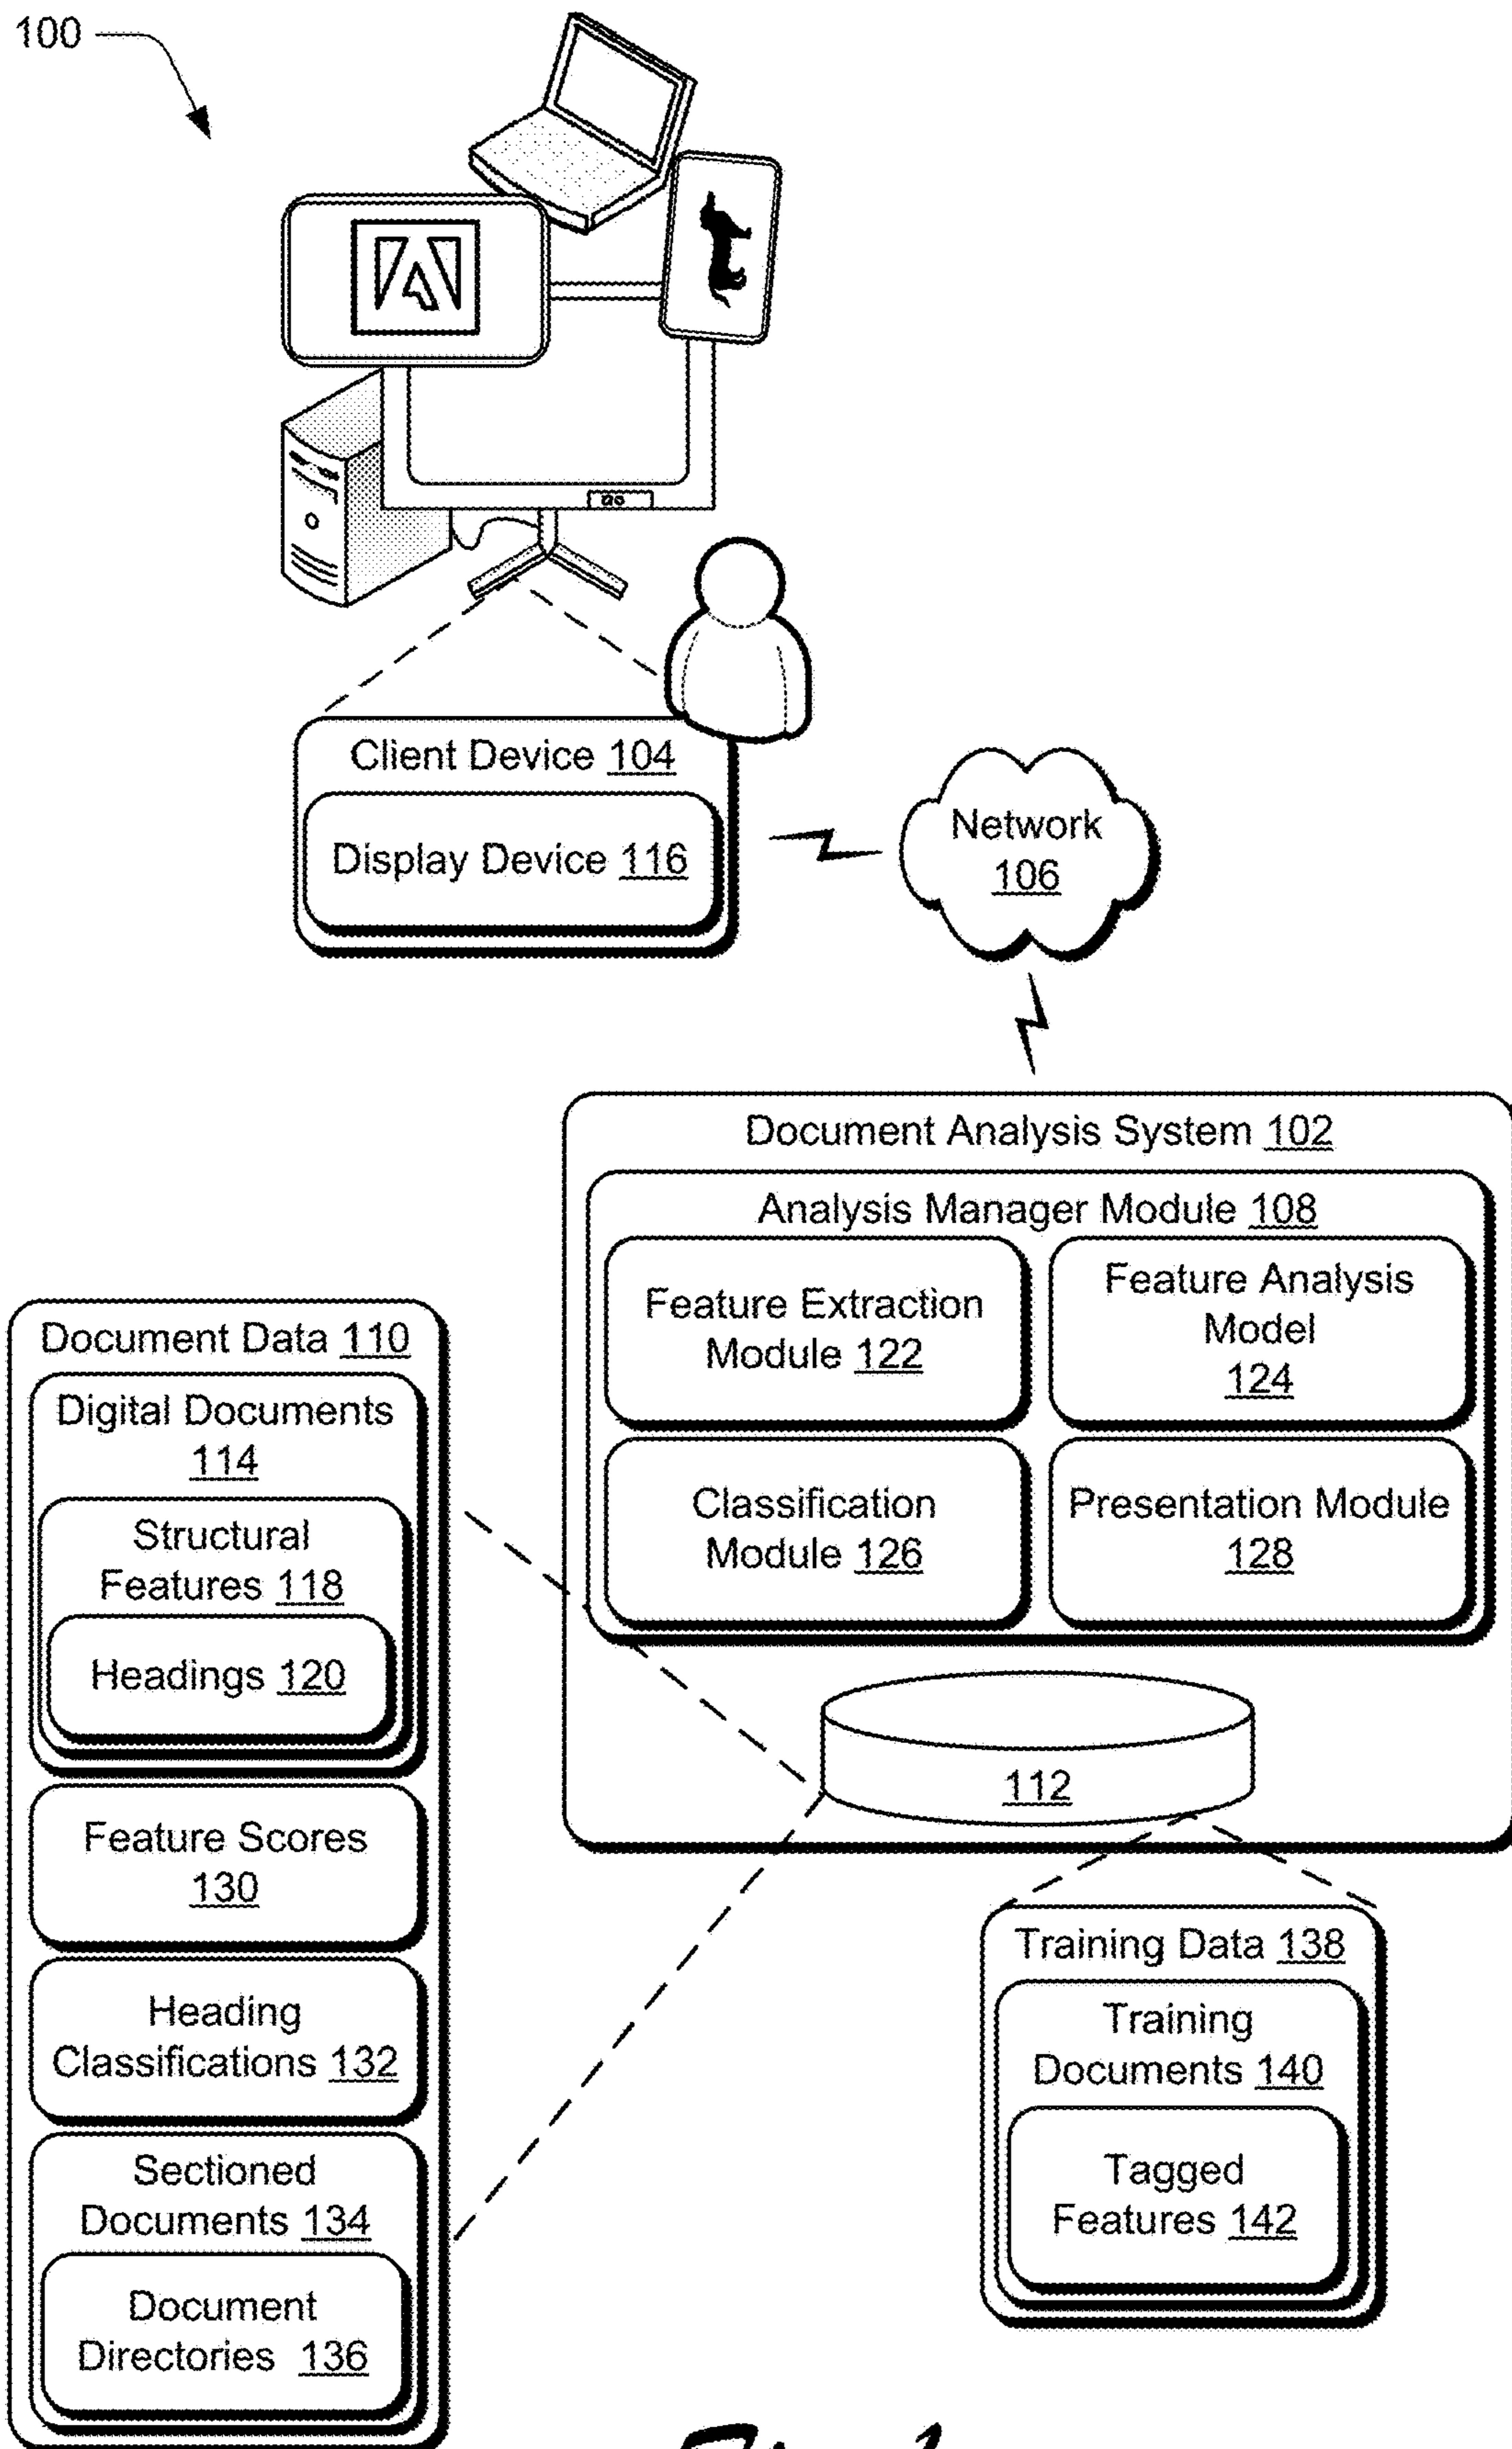 100
Client Device 104
Display Device 116
Network
106
Document Analysis System 102
Analysis Manager Module 108
Feature Extraction
Module 122
Feature Analysis
Model
124
Classification
Module 126
Presentation Module
128
112
Document Data 110
Digital Documents
114
Structural
Features 118
Headings 120
Feature Scores
130
Heading
Classifications 132
Sectioned
Documents 134
Document
Directories 136
Training Data 138
Training
Documents 140
Tagged
Features 142